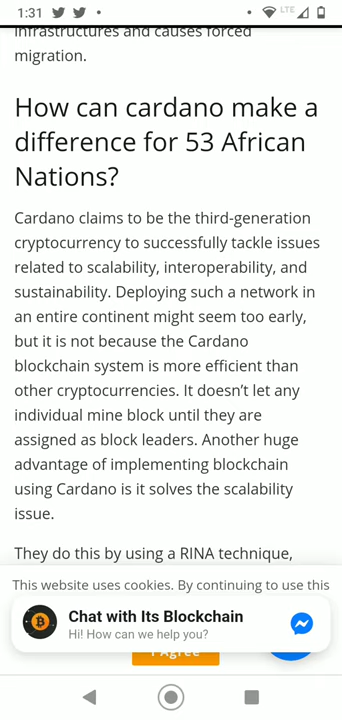 1:31
LTE
infrastructures and causes forced
migration.
How can cardano make a
difference for 53 African
Nations?
Cardano claims to be the third-generation
cryptocurrency to successfully tackle issues
related to scalability, interoperability, and
sustainability. Deploying such a network in
an entire continent might seem too early,
but it is not because the Cardano
blockchain system is more efficient than
other cryptocurrencies. It doesn’t let any
individual mine block until they are
assigned as block leaders. Another huge
advantage of implementing blockchain
using Cardano is it solves the scalability
issue.
They do this by using a RINA technique,
This website uses cookies. By continuing to use this
Chat with Its Blockchain
Hi! How can we help you?
I Agree